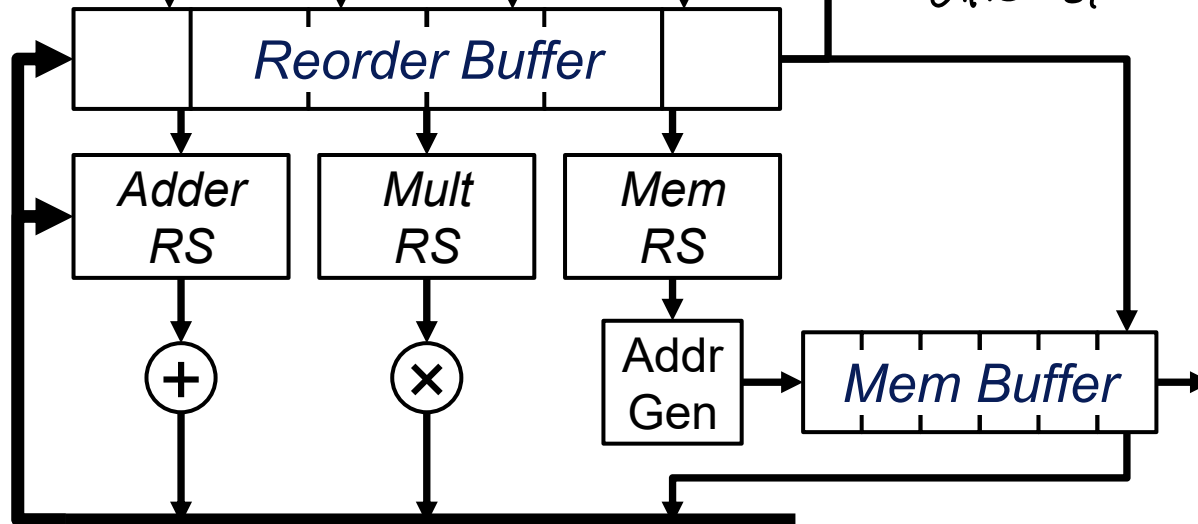 Reorder Buffer
Adder
RS
Mult
RS
Mem
RS
+
×
Addr
Gen
Mem Buffer